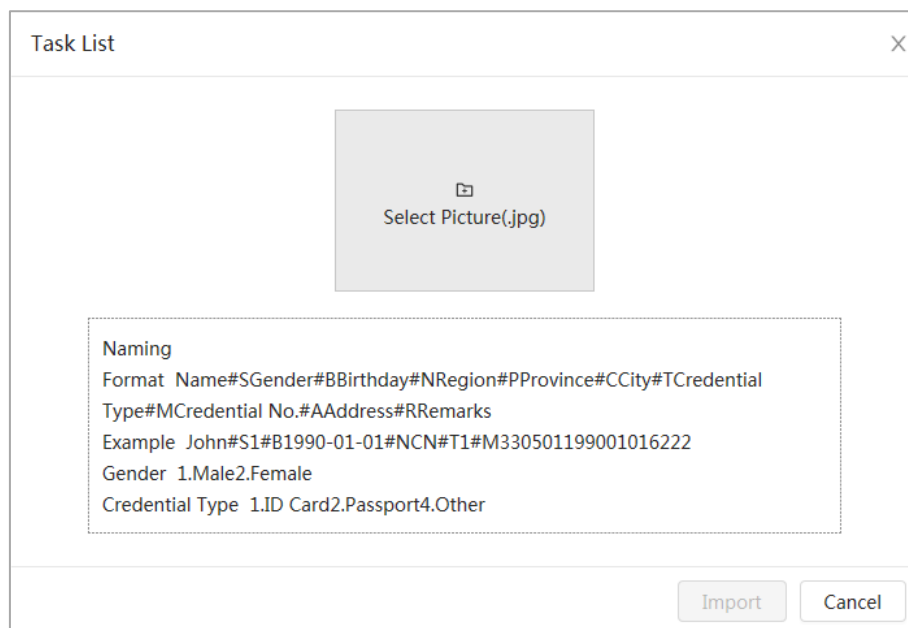 Task List
Select Picture(.jpg)
Naming
Format  Name#SGender#BBirthday#NRegion#PProvince#CCity#TCredential
Type#MCredential No.#AAddress#RRemarks
Example  John#S1#B1990-01-01#NCN#T1#M330501199001016222
Gender  1.Male2.Female
Credential Type  1.ID Card2.Passport4.Other
Import Cancel